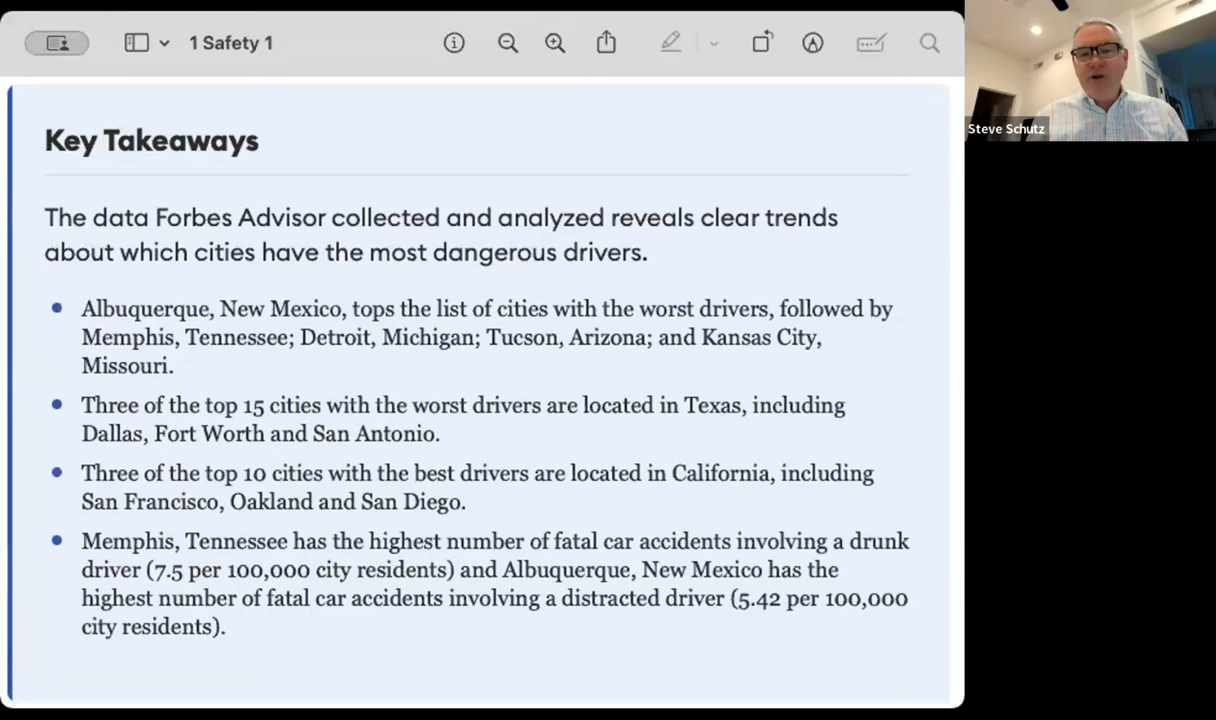 1 Safety 1
Steve Schutz
Key Takeaways
The data Forbes Advisor collected and analyzed reveals clear trends
about which cities have the most dangerous drivers.
Albuquerque, New Mexico, tops the list of cities with the worst drivers, followed by
Memphis, Tennessee; Detroit, Michigan; Tucson, Arizona; and Kansas City,
Missouri.
Three of the top 15 cities with the worst drivers are located in Texas, including
Dallas, Fort Worth and San Antonio.
Three of the top 10 cities with the best drivers are located in California, including
San Francisco, Oakland and San Diego.
Memphis, Tennessee has the highest number of fatal car accidents involving a drunk
driver (7.5 per 100,000 city residents) and Albuquerque, New Mexico has the
highest number of fatal car accidents involving a distracted driver (5.42 per 100,000
city residents).